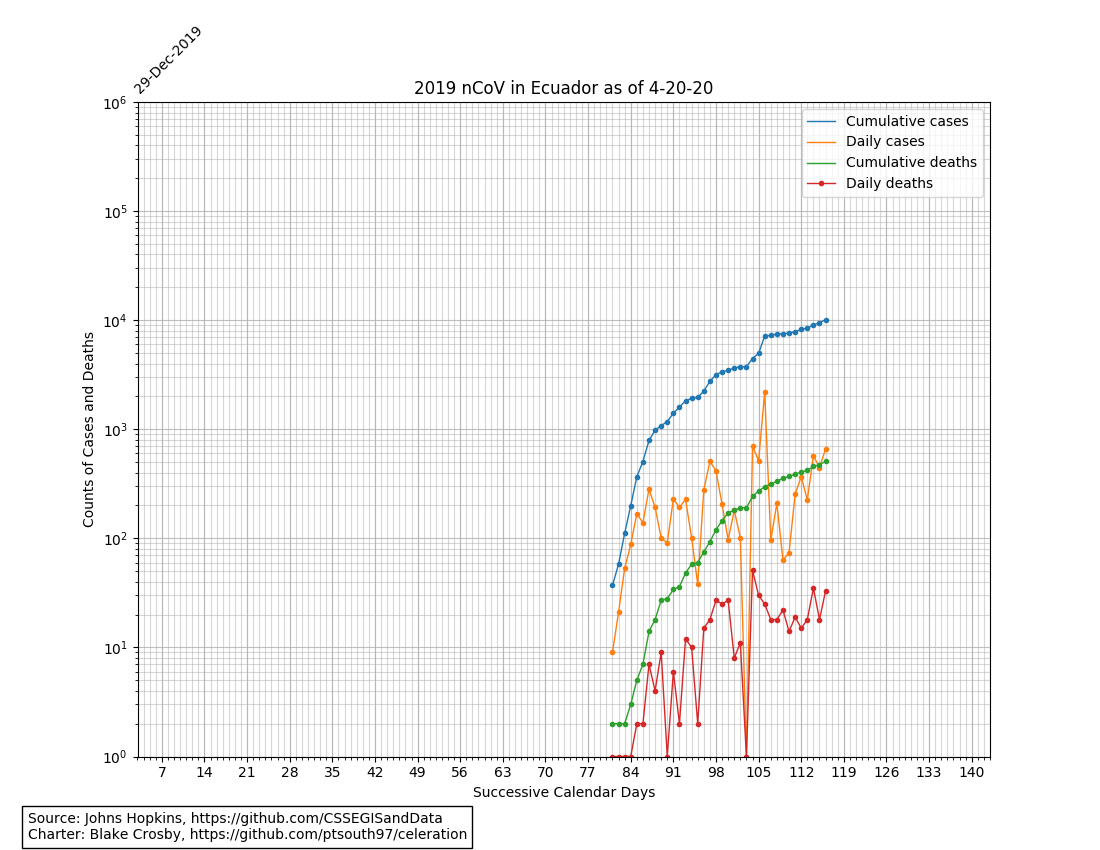 29-Dec-2019
2019 nCoV in Ecuador as of 4-20-20
Cumulative cases
Daily cases
Cumulative deaths
Daily deaths
10^6
10^5
10^4
10^3
10^2
10^1
10^0
Counts of Cases and Deaths
7 14 21 28 35 42 49 56 63 70 77 84 91 98 105 112 119 126 133 140
Successive Calendar Days
Source: Johns Hopkins, https://github.com/CSSEGISandData
Charter: Blake Crosby, https://github.com/ptsouth97/celeration